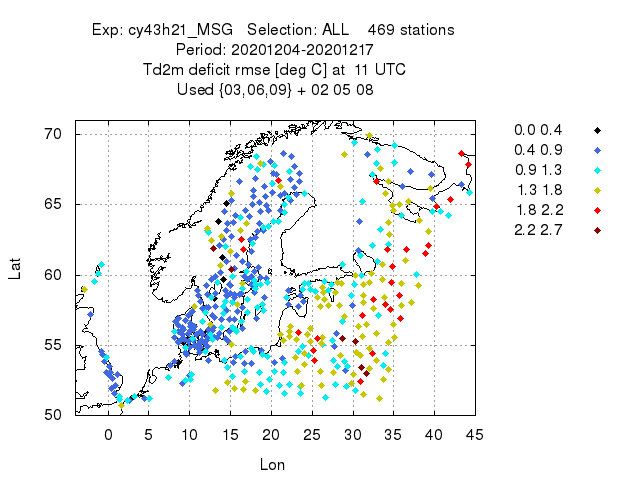 Exp: cy43h21_MSG   Selection: ALL    469 stations
Period: 20201204-20201217
Td2m deficit rmse [deg C] at  11 UTC
Used {03,06,09} + 02 05 08
0.0 0.4
0.4 0.9
0.9 1.3
1.3 1.8
1.8 2.2
2.2 2.7
70
65
60
55
50
Lat
0 5 10 15 20 25 30 35 40 45
Lon